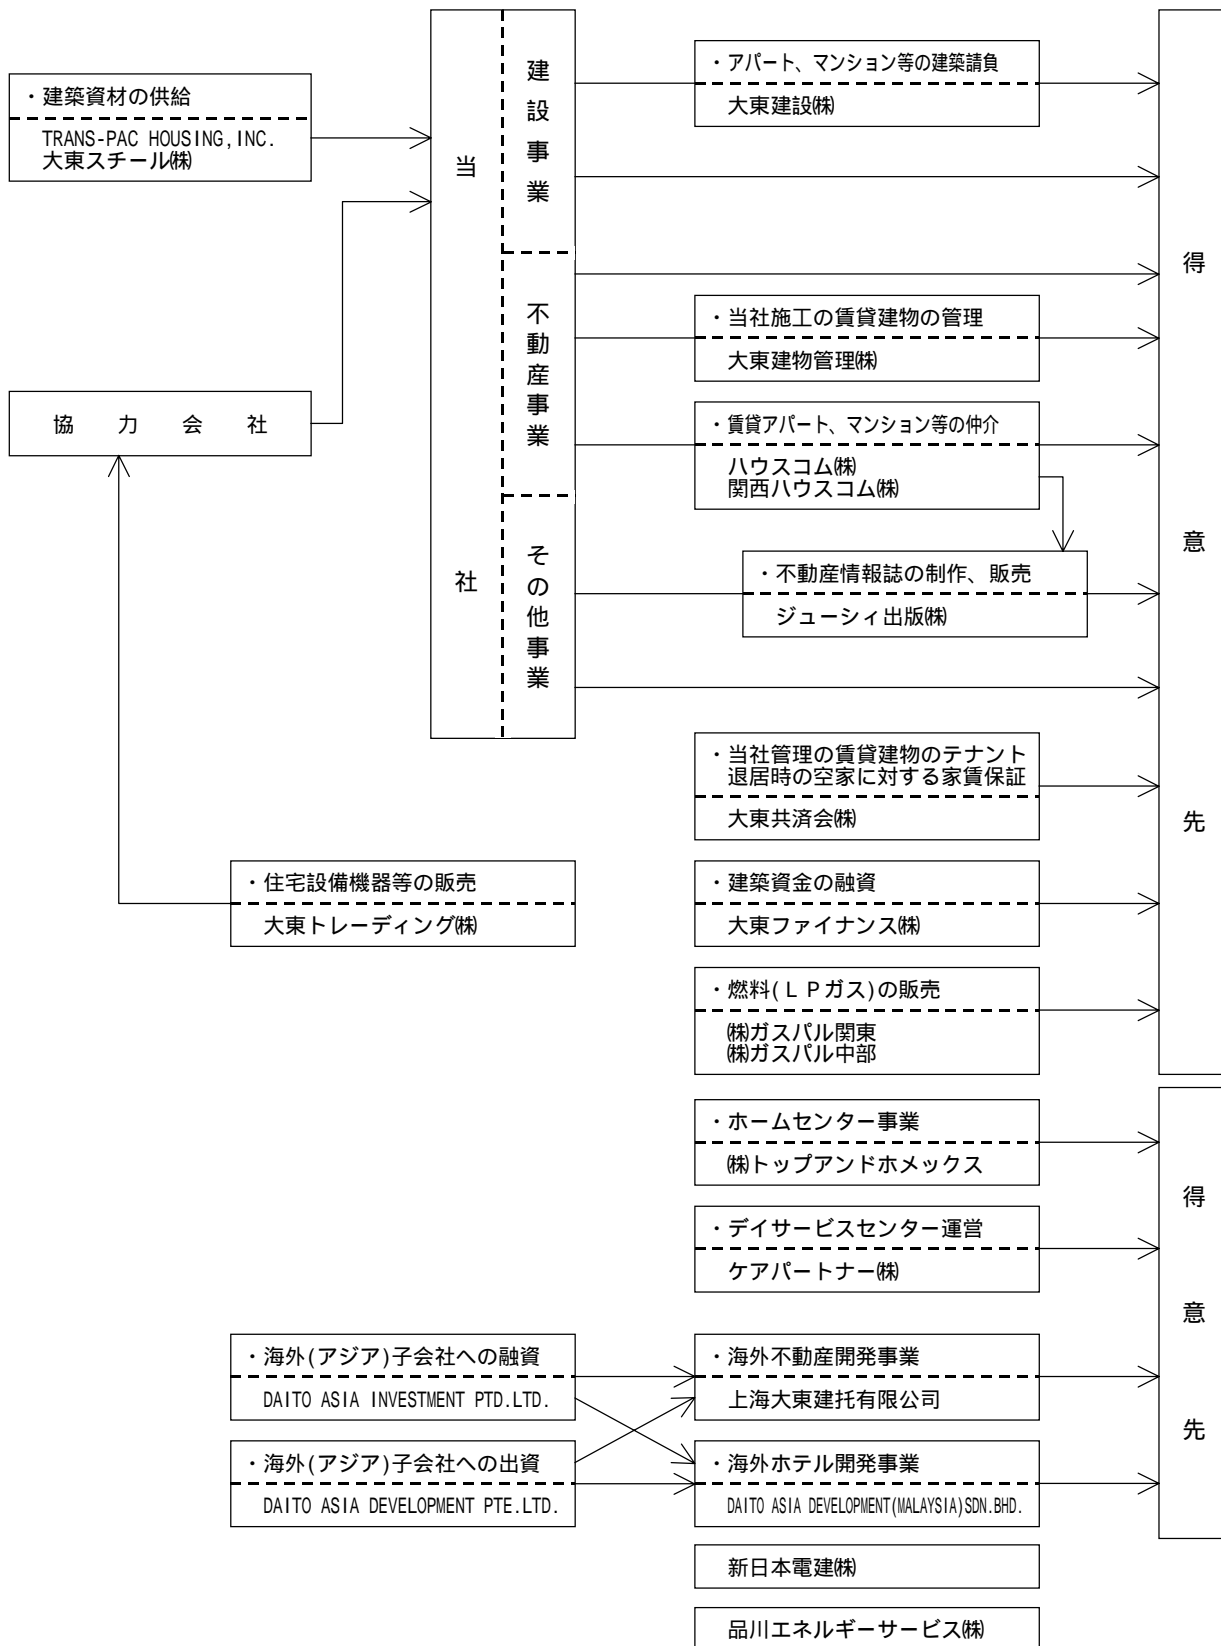 ・建築資材の供給
TRANS-PAC HOUSING,INC.
大東スチール㈱
協力会社
・住宅設備機器等の販売
大東トレーディング㈱
当社
建設事業
不動産事業
その他事業
・アパート、マンション等の建築請負
大東建設㈱
・当社施工の賃貸建物の管理
大東建物管理㈱
・賃貸アパート、マンション等の仲介
ハウスコム㈱
関西ハウスコム㈱
・不動産情報誌の制作、販売
ジューシィ出版㈱
・当社管理の賃貸建物のテナント
退居時の空家に対する家賃保証
大東共済会㈱
・建築資金の融資
大東ファイナンス㈱
・燃料(ＬＰガス)の販売
㈱ガスパル関東
㈱ガスパル中部
得意先
・ホームセンター事業
㈱トップアンドホメックス
・デイサービスセンター運営
ケアパートナー㈱
・海外(アジア)子会社への融資
DAITO ASIA INVESTMENT PTD.LTD.
・海外(アジア)子会社への出資
DAITO ASIA DEVELOPMENT PTE.LTD.
・海外不動産開発事業
上海大東建托有限公司
・海外ホテル開発事業
DAITO ASIA DEVELOPMENT(MALAYSIA)SDN.BHD.
得意先
新日本電建㈱
品川エネルギーサービス㈱